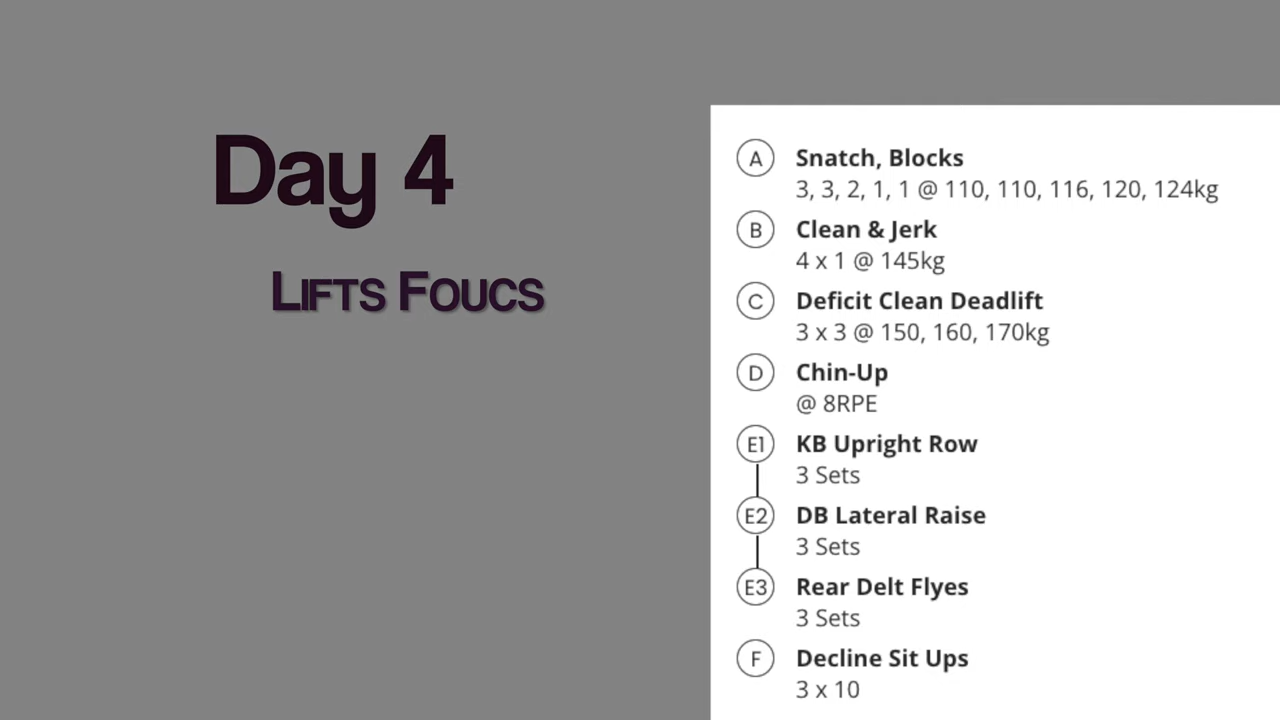 Day 4
Lifts Foucs
A
Snatch, Blocks
3, 3, 2, 1, 1 @ 110, 110, 116, 120, 124kg
B
Clean & Jerk
4 x 1 @ 145kg
C
Deficit Clean Deadlift
3 x 3 @ 150, 160, 170kg
D
Chin-Up
@ 8RPE
E1
KB Upright Row
3 Sets
E2
DB Lateral Raise
3 Sets
E3
Rear Delt Flyes
3 Sets
F
Decline Sit Ups
3 x 10